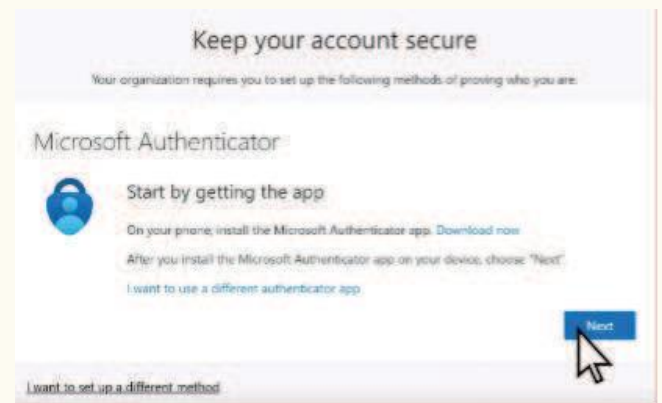 Keep your account secure
Your organization requires you to set up the following methods of proving who you are.
Microsoft Authenticator
Start by getting the app
On your phone, install the Microsoft Authenticator app. Download now
After you install the Microsoft Authenticator app on your device, choose "Next".
I want to use a different authenticator app
Next
I want to set up a different method